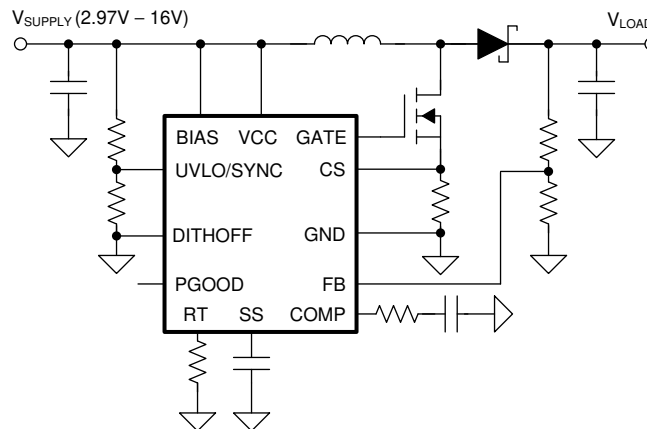 VSUPPLY (2.97V – 16V)
VLOAD
BIAS VCC GATE
UVLO/SYNC CS
DITHOFF GND
PGOOD FB
RT SS COMP